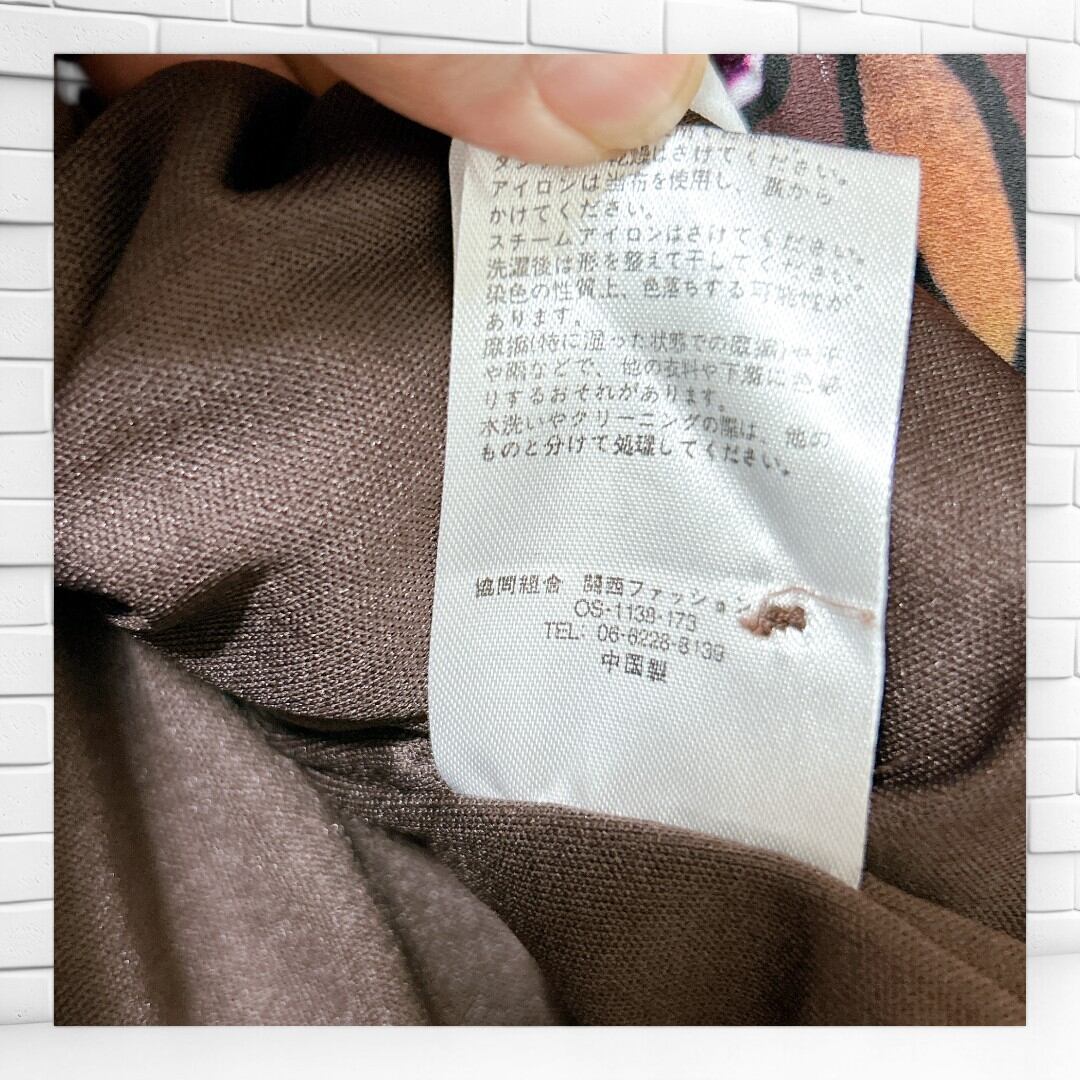 タン 乾燥はさけてください。
アイロンは当布を使用し、裏から
かけてください。
スチームアイロンはさけてください。
洗濯後は形を整えて干してください。
染色の性質上、色落ちする可能性が
あります。
摩擦(特に湿った状態での摩擦)や汗
や雨などで、他の衣料や下着に色移
りするおそれがあります。
水洗いやクリーニングの際は、他の
ものと分けて処理してください。
協同組合 関西ファッション
OS-1138-173
TEL: 06-6228-8139
中国製